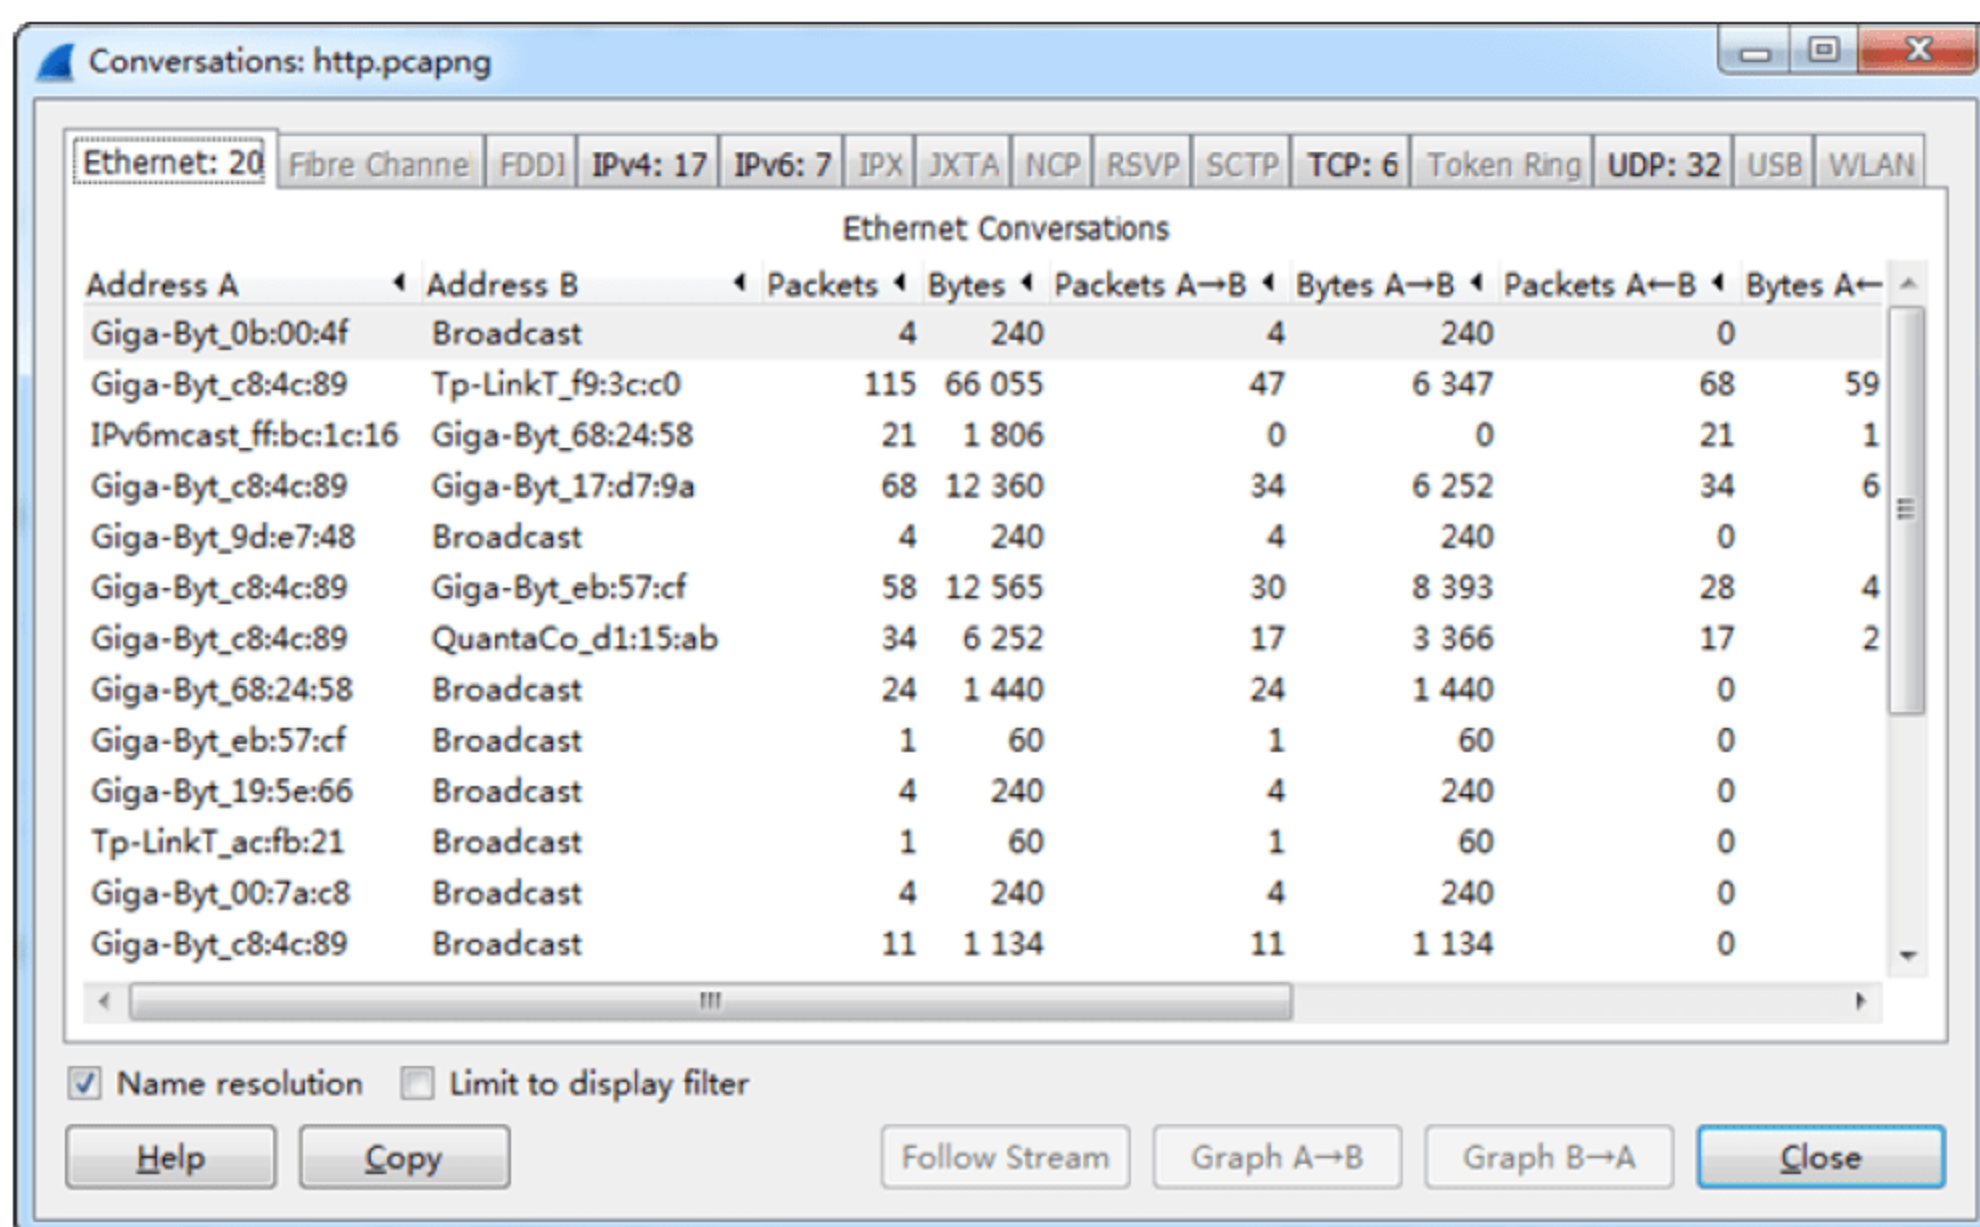 Conversations: http.pcapng
Ethernet: 20 Fibre Channel FDDI IPv4: 17 IPv6: 7 IPX JXTA NCP RSVP SCTP TCP: 6 Token Ring UDP: 32 USB WLAN
Ethernet Conversations
Address A Address B Packets Bytes Packets A→B Bytes A→B Packets A←B Bytes A←
Giga-Byt_0b:00:4f Broadcast 4 240 4 240 0
Giga-Byt_c8:4c:89 Tp-LinkT_f9:3c:c0 115 66 055 47 6 347 68 59
IPv6mcast_ff:bc:1c:16 Giga-Byt_68:24:58 21 1 806 0 0 21 1
Giga-Byt_c8:4c:89 Giga-Byt_17:d7:9a 68 12 360 34 6 252 34 6
Giga-Byt_9d:e7:48 Broadcast 4 240 4 240 0
Giga-Byt_c8:4c:89 Giga-Byt_eb:57:cf 58 12 565 30 8 393 28 4
Giga-Byt_c8:4c:89 QuantaCo_d1:15:ab 34 6 252 17 3 366 17 2
Giga-Byt_68:24:58 Broadcast 24 1 440 24 1 440 0
Giga-Byt_eb:57:cf Broadcast 1 60 1 60 0
Giga-Byt_19:5e:66 Broadcast 4 240 4 240 0
Tp-LinkT_ac:fb:21 Broadcast 1 60 1 60 0
Giga-Byt_00:7a:c8 Broadcast 4 240 4 240 0
Giga-Byt_c8:4c:89 Broadcast 11 1 134 11 1 134 0
Name resolution Limit to display filter
Help Copy Follow Stream Graph A→B Graph B→A Close